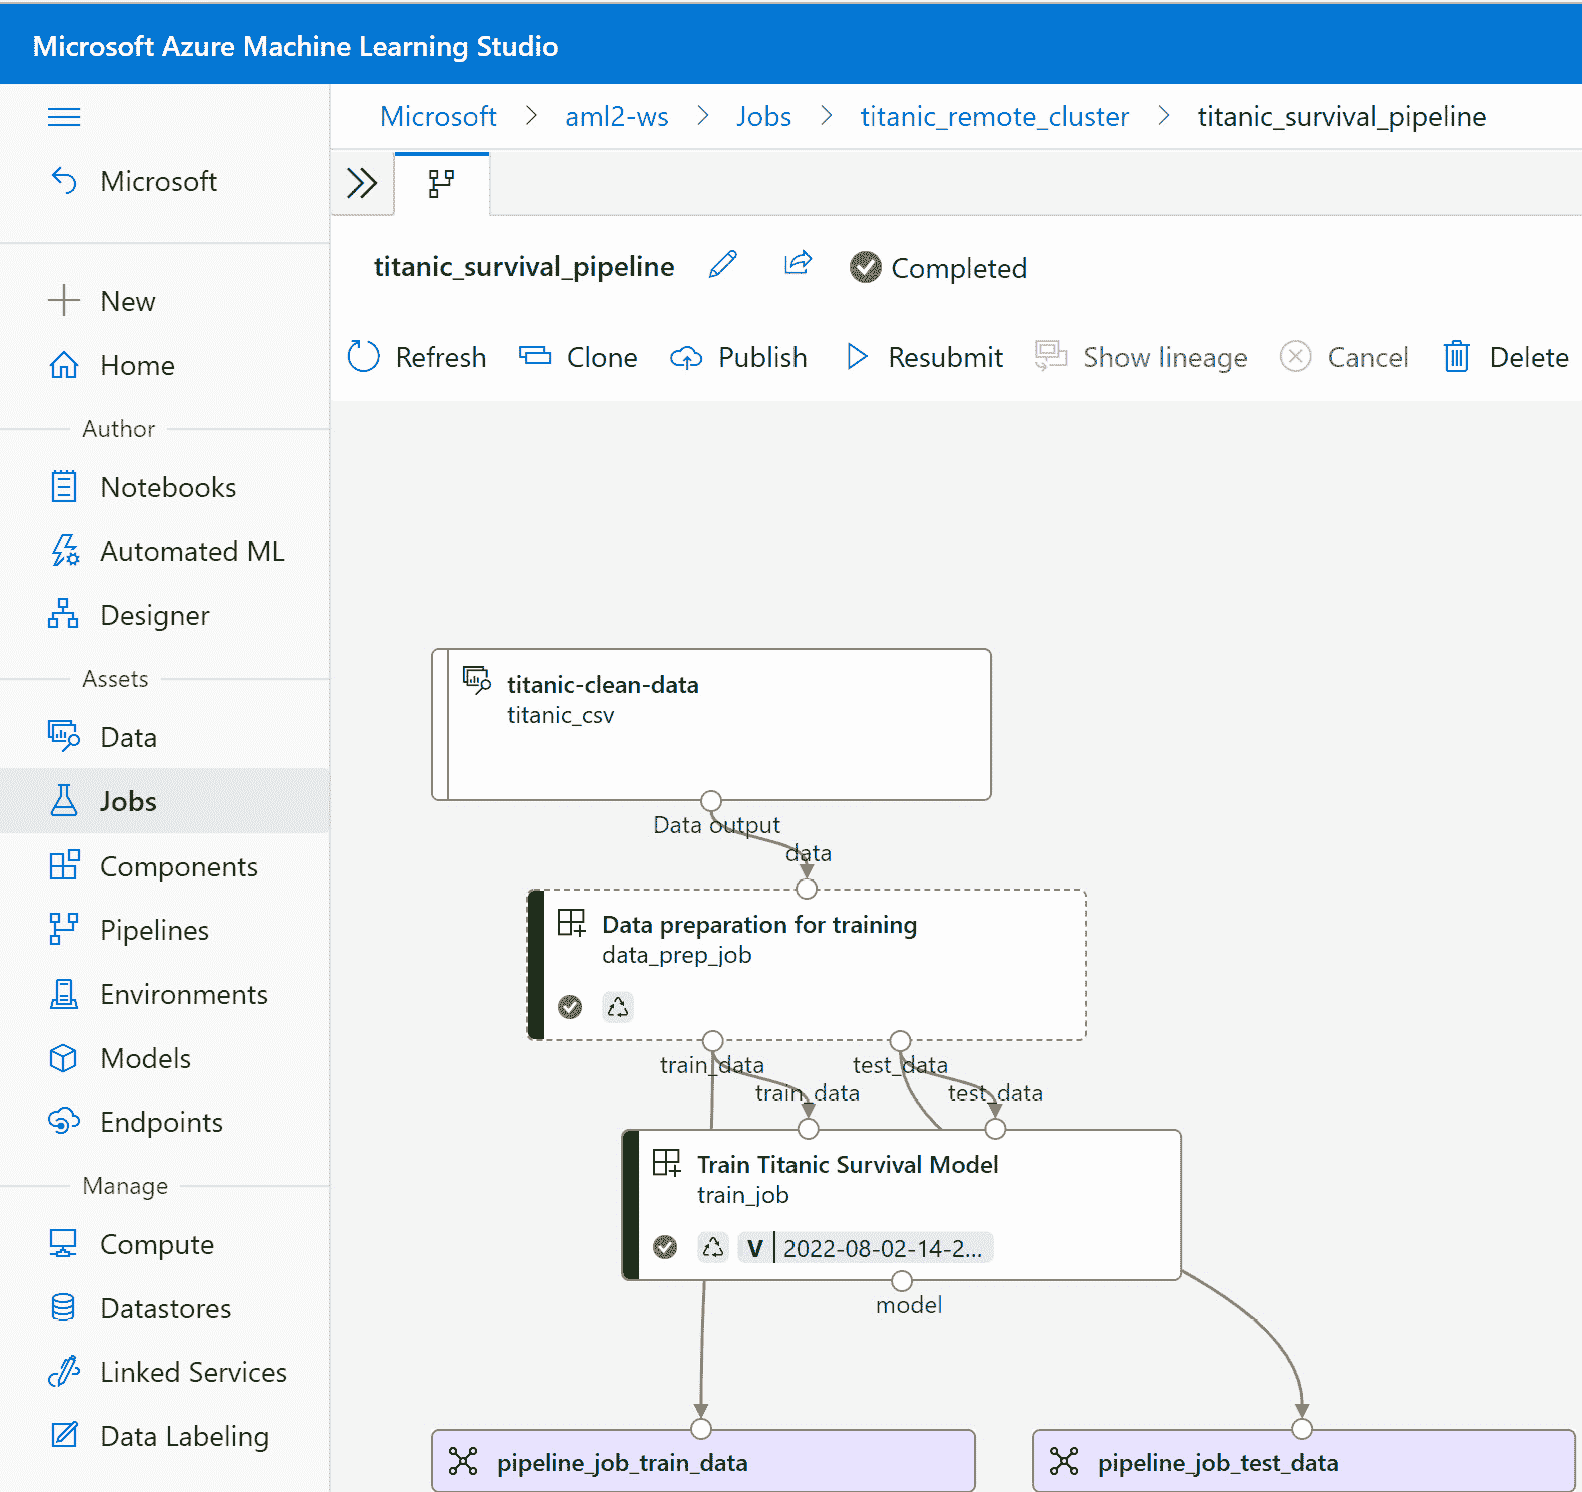 Microsoft Azure Machine Learning Studio
Microsoft > aml2-ws > Jobs > titanic_remote_cluster > titanic_survival_pipeline
Microsoft
New
Home
Author
Notebooks
Automated ML
Designer
Assets
Data
Jobs
Components
Pipelines
Environments
Models
Endpoints
Manage
Compute
Datastores
Linked Services
Data Labeling
titanic_survival_pipeline Completed
Refresh Clone Publish Resubmit Show lineage Cancel Delete
titanic-clean-data
titanic_csv
Data output
data
Data preparation for training
data_prep_job
train_data test_data
train_data test_data
Train Titanic Survival Model
train_job
V 2022-08-02-14-2...
model
pipeline_job_train_data pipeline_job_test_data